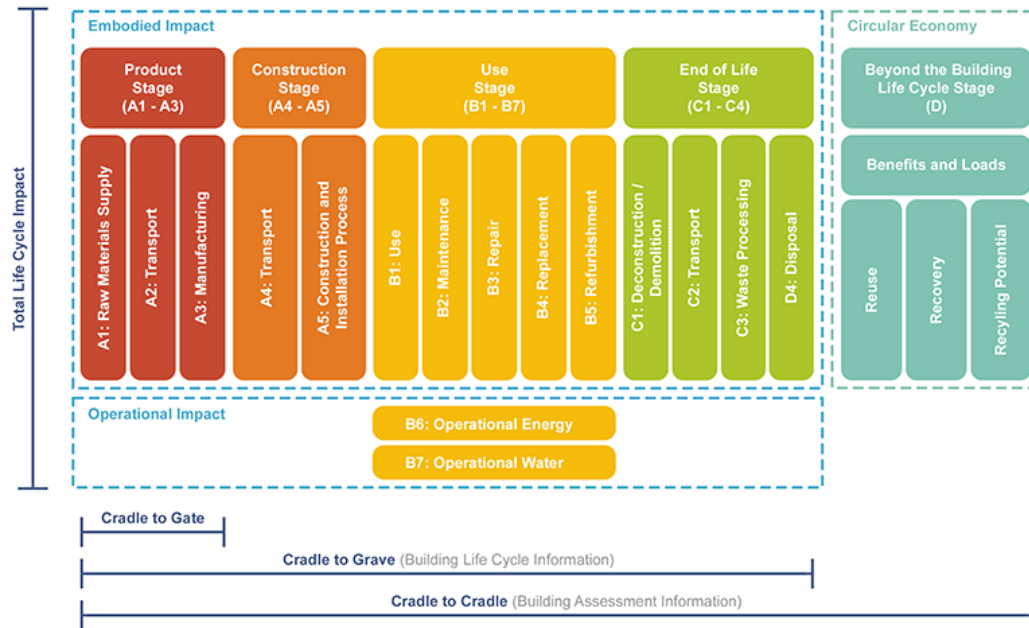 Total Life Cycle Impact
Embodied Impact
Product
Stage
(A1 - A3)
Construction
Stage
(A4 - A5)
Use
Stage
(B1 - B7)
End of Life
Stage
(C1 - C4)
A1: Raw Materials Supply
A2: Transport
A3: Manufacturing
A4: Transport
A5: Construction and
Installation Process
B1: Use
B2: Maintenance
B3: Repair
B4: Replacement
B5: Refurbishment
C1: Deconstruction /
Demolition
C2: Transport
C3: Waste Processing
D4: Disposal
Circular Economy
Beyond the Building
Life Cycle Stage
(D)
Benefits and Loads
Reuse
Recovery
Recyling Potential
Operational Impact
B6: Operational Energy
B7: Operational Water
Cradle to Gate
Cradle to Grave (Building Life Cycle Information)
Cradle to Cradle (Building Assessment Information)